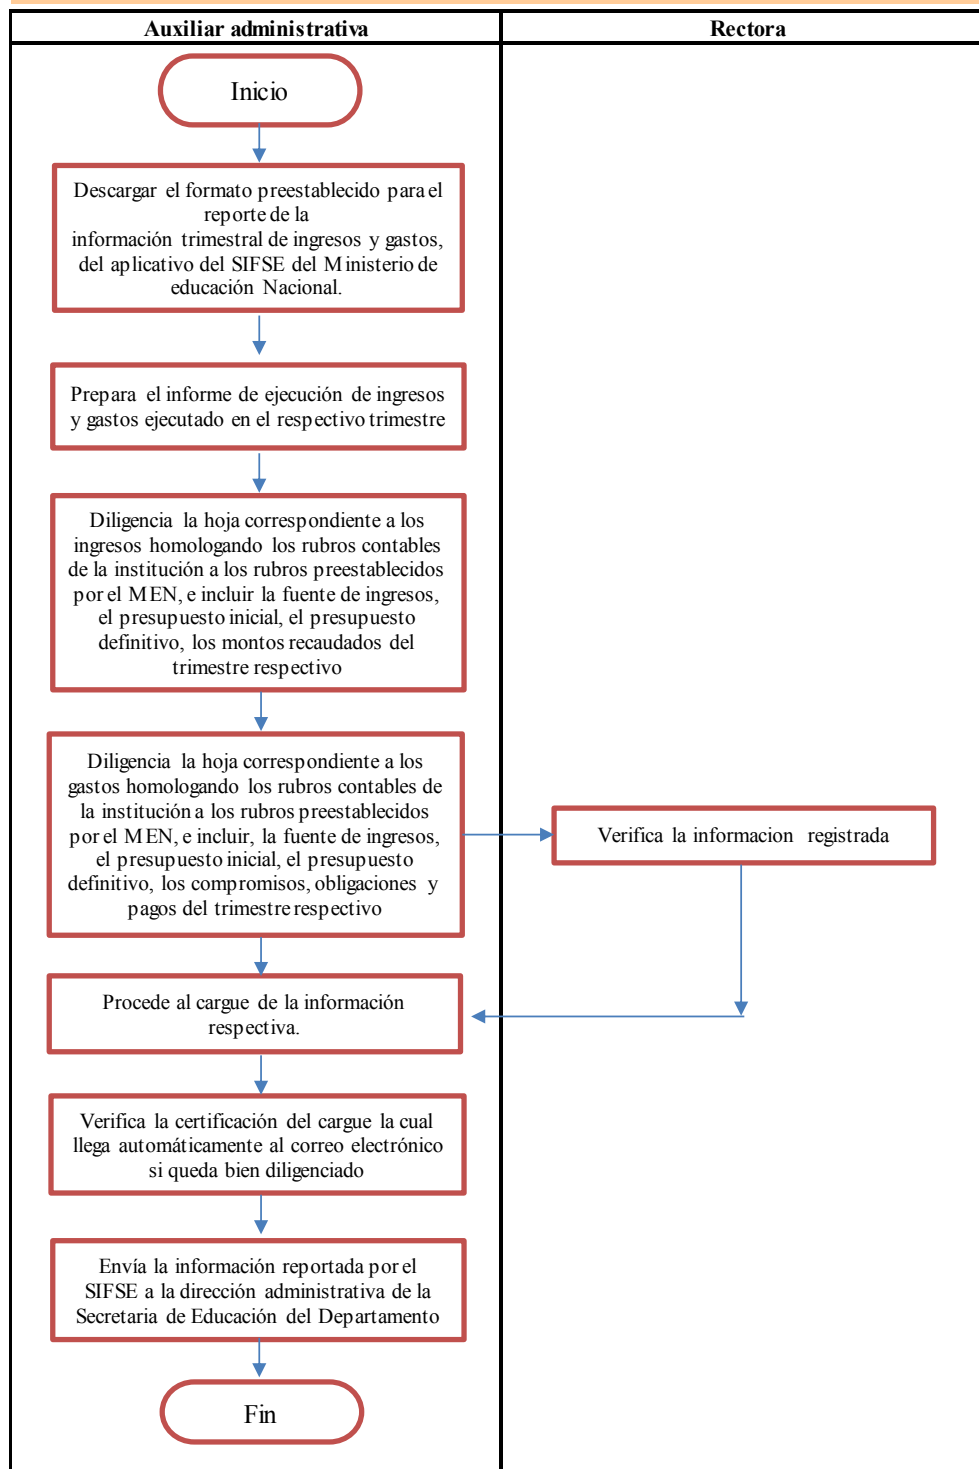 Auxiliar administrativa
Rectora
Inicio
Descargar el formato preestablecido para el
reporte de la
información trimestral de ingresos y gastos,
del aplicativo del SIFSE del Ministerio de
educación Nacional.
Prepara el informe de ejecución de ingresos
y gastos ejecutado en el respectivo trimestre
Diligencia la hoja correspondiente a los
ingresos homologando los rubros contables
de la institución a los rubros preestablecidos
por el MEN, e incluir la fuente de ingresos,
el presupuesto inicial, el presupuesto
definitivo, los montos recaudados del
trimestre respectivo
Diligencia la hoja correspondiente a los
gastos homologando los rubros contables de
la institución a los rubros preestablecidos
por el MEN, e incluir, la fuente de ingresos,
el presupuesto inicial, el presupuesto
definitivo, los compromisos, obligaciones y
pagos del trimestre respectivo
Verifica la informacion registrada
Procede al cargue de la información
respectiva.
Verifica la certificación del cargue la cual
llega automáticamente al correo electrónico
si queda bien diligenciado
Envía la información reportada por el
SIFSE a la dirección administrativa de la
Secretaria de Educación del Departamento
Fin